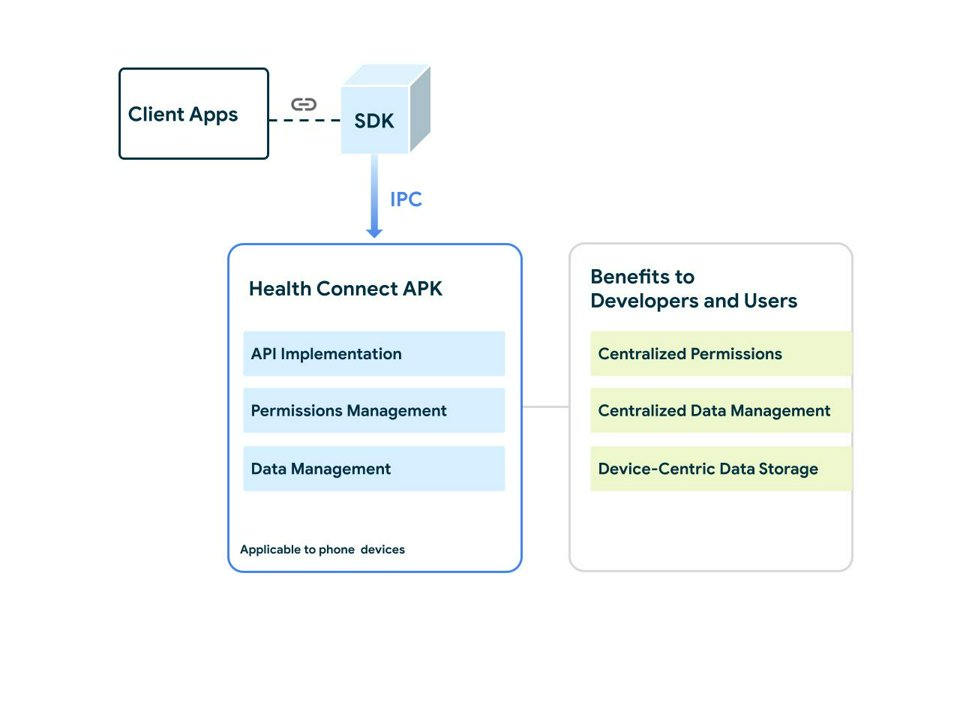 Client Apps
SDK
IPC
Health Connect APK
API Implementation
Permissions Management
Data Management
Applicable to phone devices
Benefits to
Developers and Users
Centralized Permissions
Centralized Data Management
Device-Centric Data Storage